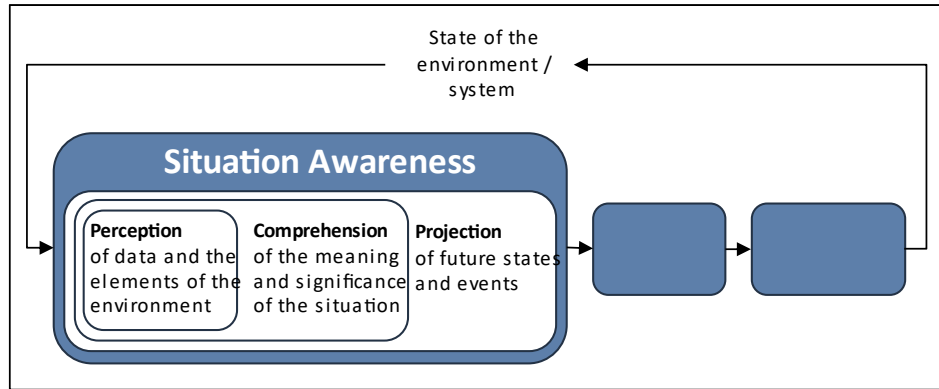 State of the
environment /
system
Situation Awareness
Perception
of data and the
elements of the
environment
Comprehension
of the meaning
and significance
of the situation
Projection
of future states
and events